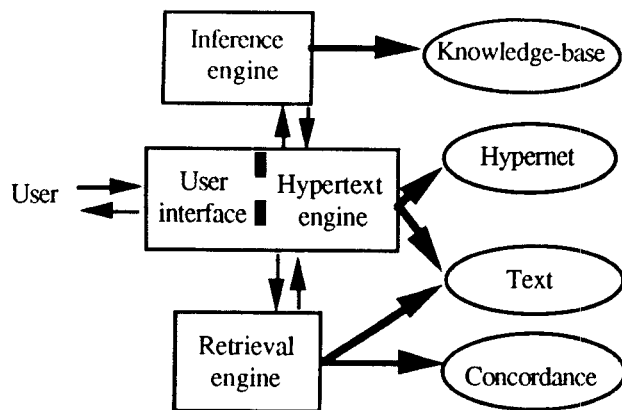 Inference
engine
Knowledge-base
User
User
interface
Hypertext
engine
Hypernet
Text
Retrieval
engine
Concordance